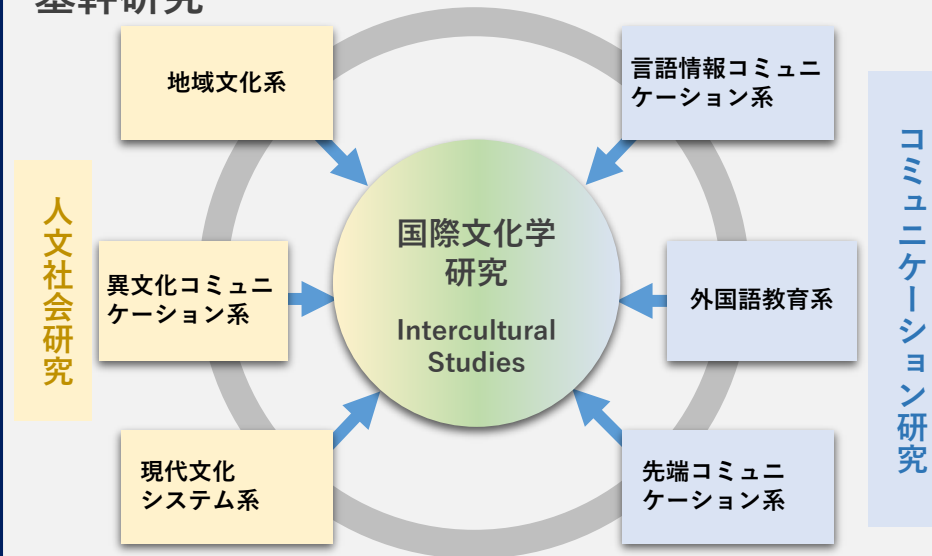 基幹研究
地域文化系
言語情報コミュニ
ケーション系
人文社会研究
異文化コミュニ
ケーション系
国際文化学
研究
Intercultural
Studies
外国語教育系
コミュニケーション研究
現代文化
システム系
先端コミュニ
ケーション系